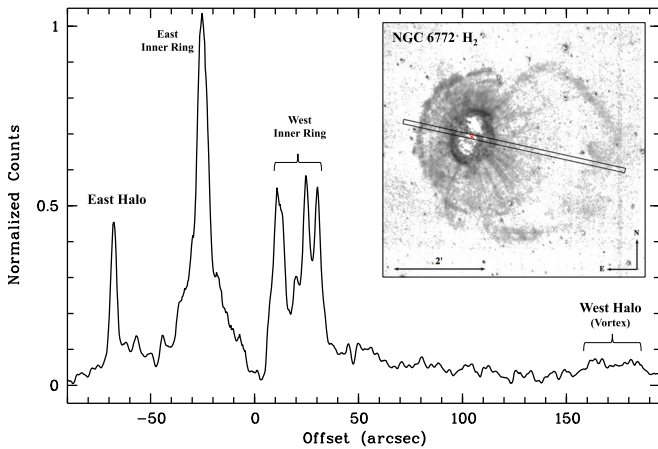 1
0.5
0
Normalized Counts
−50
0
50
100
150
Offset (arcsec)
East Halo
East
Inner Ring
West
Inner Ring
West Halo
(Vortex)
NGC 6772 H₂
2'
N
E